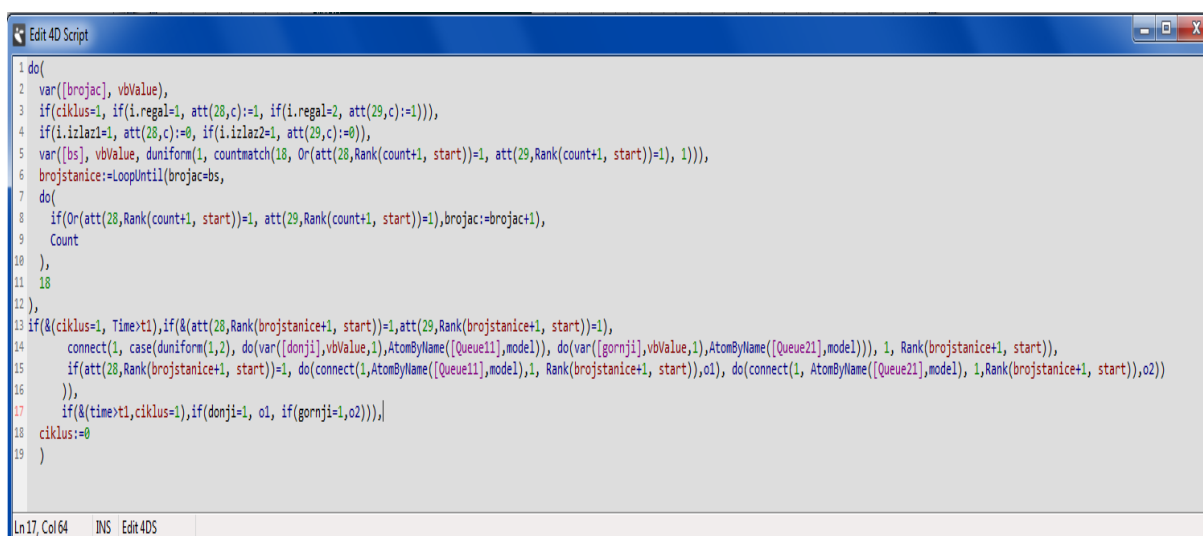 Edit 4D Script
1 do(
2 var([brojac], vbValue),
3 if(ciklus=1, if(i.regal=1, att(28,c):=1, if(i.regal=2, att(29,c):=1))),
4 if(i.izlaz1=1, att(28,c):=0, if(i.izlaz2=1, att(29,c):=0)),
5 var([bs], vbValue, duniform(1, countmatch(18, Or(att(28,Rank(count+1, start))=1, att(29,Rank(count+1, start))=1), 1))),
6 brojstanice:=LoopUntil(brojac=bs,
7 do(
8 if(Or(att(28,Rank(count+1, start))=1, att(29,Rank(count+1, start))=1),brojac:=brojac+1),
9 Count
10 ),
11 18
12 ),
13 if(&(ciklus=1, Time>t1),if(&(att(28,Rank(brojstanice+1, start))=1,att(29,Rank(brojstanice+1, start))=1),
14 connect(1, case(duniform(1,2), do(var([donji],vbValue,1),AtomByName([Queue11],model)), do(var([gornji],vbValue,1),AtomByName([Queue21],model))), 1, Rank(brojstanice+1, start)),
15 if(att(28,Rank(brojstanice+1, start))=1, do(connect(1,AtomByName([Queue11],model),1, Rank(brojstanice+1, start)),o1), do(connect(1, AtomByName([Queue21],model), 1,Rank(brojstanice+1, start)),o2))
16 )),
17 if(&(time>t1,ciklus=1),if(donji=1, o1, if(gornji=1,o2))),
18 ciklus:=0
19 )
Ln 17, Col 64 INS Edit 4DS